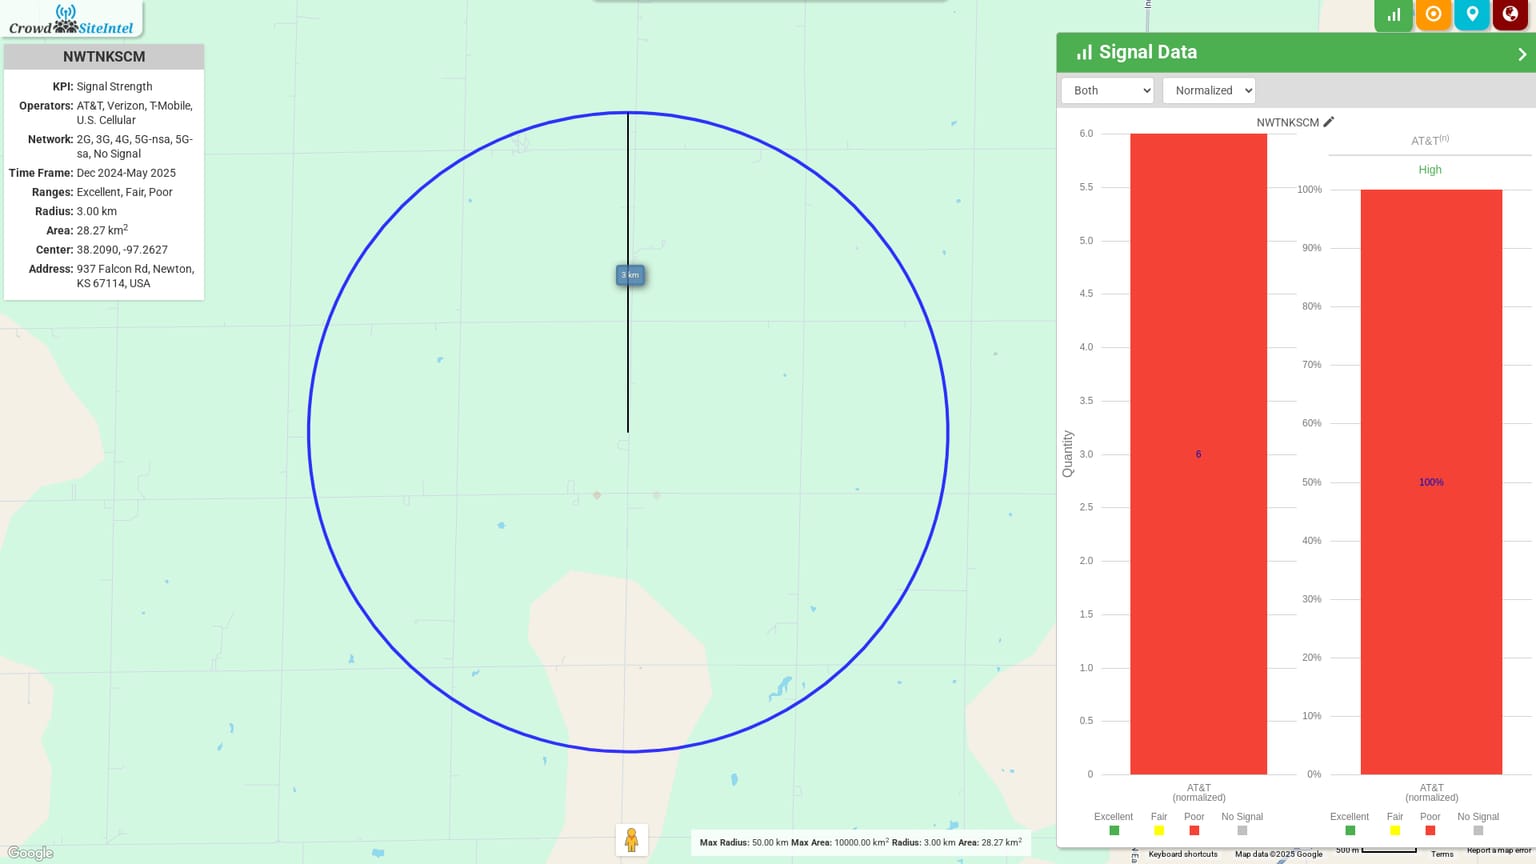 Crowd SiteIntel
NWTNKSCM
KPI: Signal Strength
Operators: AT&T, Verizon, T-Mobile,
U.S. Cellular
Network: 2G, 3G, 4G, 5G-nsa, 5G-
sa, No Signal
Time Frame: Dec 2024-May 2025
Ranges: Excellent, Fair, Poor
Radius: 3.00 km
Area: 28.27 km²
Center: 38.2090, -97.2627
Address: 937 Falcon Rd, Newton,
KS 67114, USA
3 km
Signal Data
Both
Normalized
NWTNKSCM
AT&T(n)
High
Quantity
6.0
5.5
5.0
4.5
4.0
3.5
3.0
2.5
2.0
1.5
1.0
0.5
0
6
AT&T
(normalized)
Excellent Fair Poor No Signal
100%
90%
80%
70%
60%
50%
40%
30%
20%
10%
0%
100%
AT&T
(normalized)
Excellent Fair Poor No Signal
Max Radius: 50.00 km Max Area: 10000.00 km² Radius: 3.00 km Area: 28.27 km²
Google
Keyboard shortcuts Map data ©2025 Google 500 m Terms Report a map error